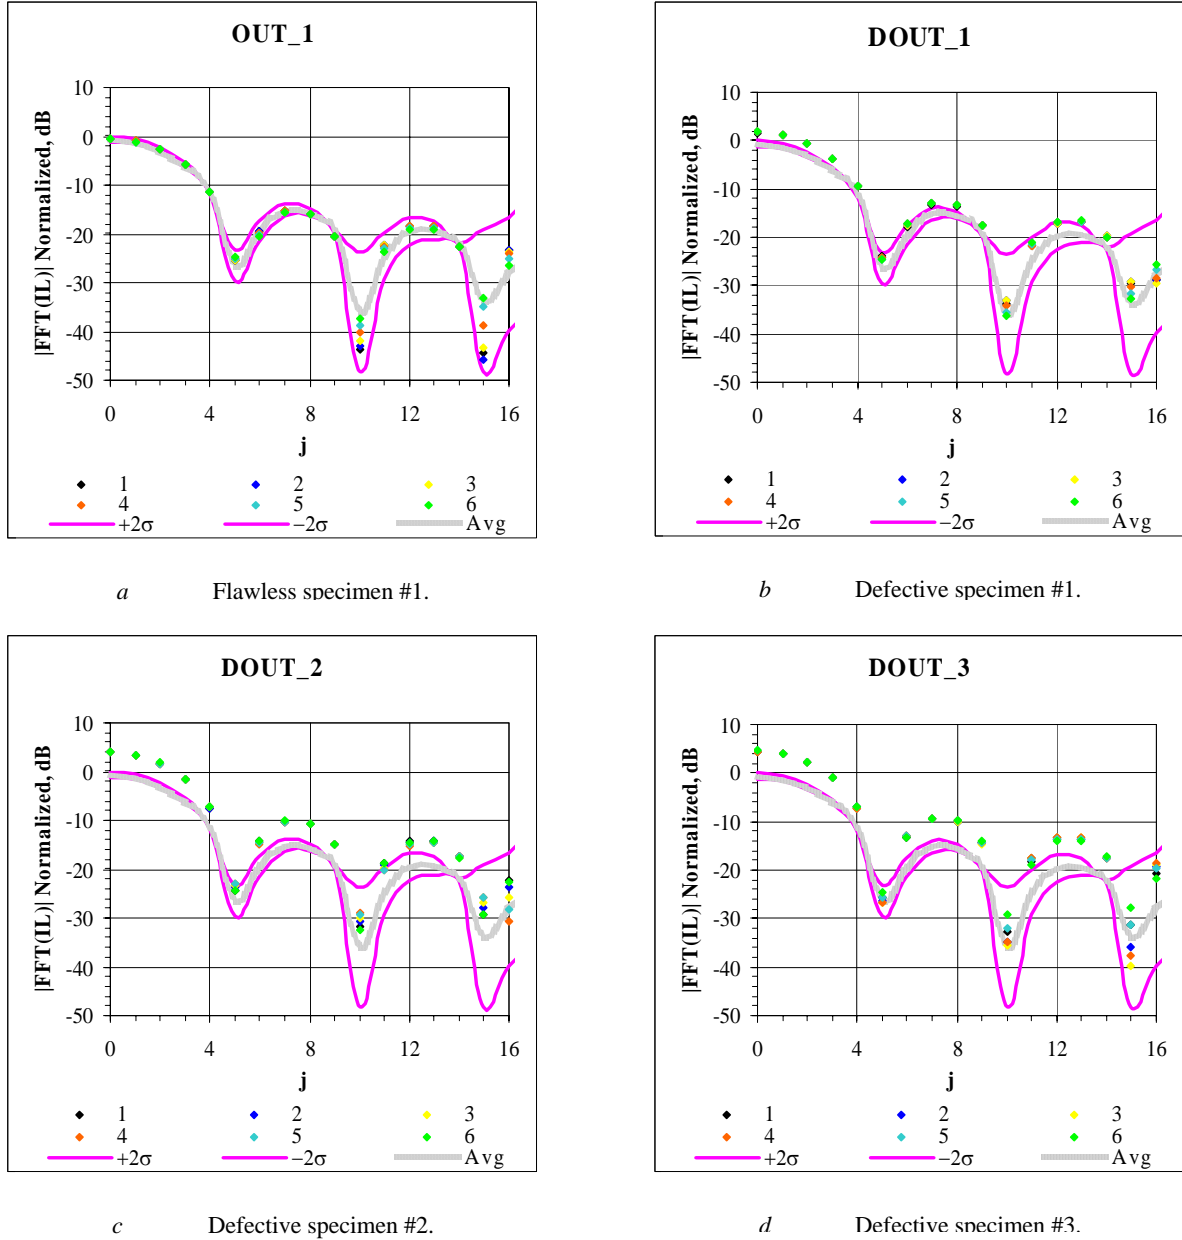 OUT_1
|FFT(IL)| Normalized, dB
10
0
-10
-20
-30
-40
-50
0 4 8 12 16
j
1 2 3
4 5 6
+2σ −2σ Avg
a Flawless specimen #1.
DOUT_1
|FFT(IL)| Normalized, dB
10
0
-10
-20
-30
-40
-50
0 4 8 12 16
j
1 2 3
4 5 6
+2σ −2σ Avg
b Defective specimen #1.
DOUT_2
|FFT(IL)| Normalized, dB
10
0
-10
-20
-30
-40
-50
0 4 8 12 16
j
1 2 3
4 5 6
+2σ −2σ Avg
c Defective specimen #2.
DOUT_3
|FFT(IL)| Normalized, dB
10
0
-10
-20
-30
-40
-50
0 4 8 12 16
j
1 2 3
4 5 6
+2σ −2σ Avg
d Defective specimen #3.